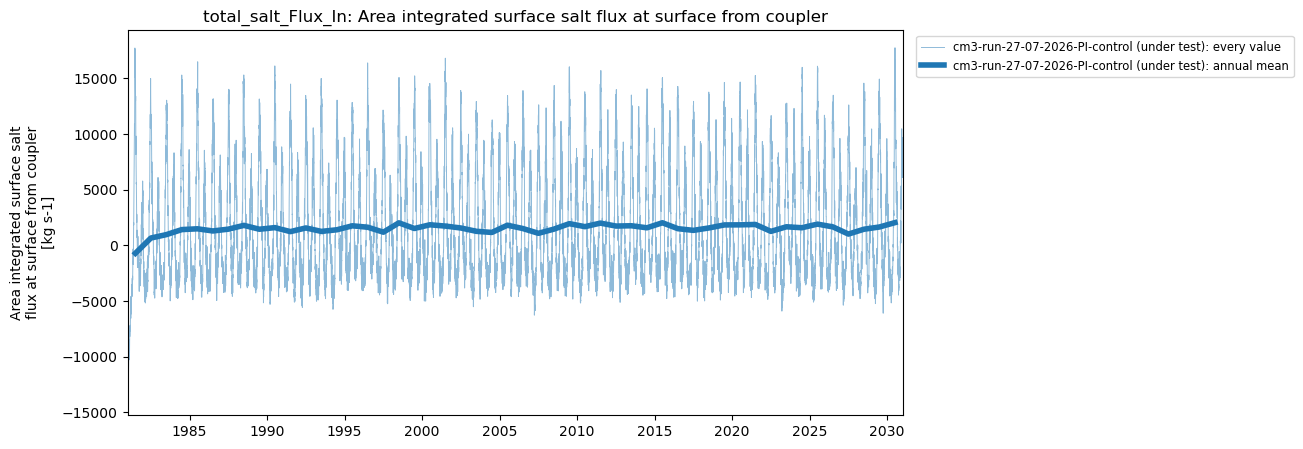 total_salt_Flux_In: Area integrated surface salt flux at surface from coupler
Area integrated surface salt
flux at surface from coupler
[kg s-1]
15000
10000
5000
0
−5000
−10000
−15000
1985
1990
1995
2000
2005
2010
2015
2020
2025
2030
cm3-run-27-07-2026-PI-control (under test): every value
cm3-run-27-07-2026-PI-control (under test): annual mean